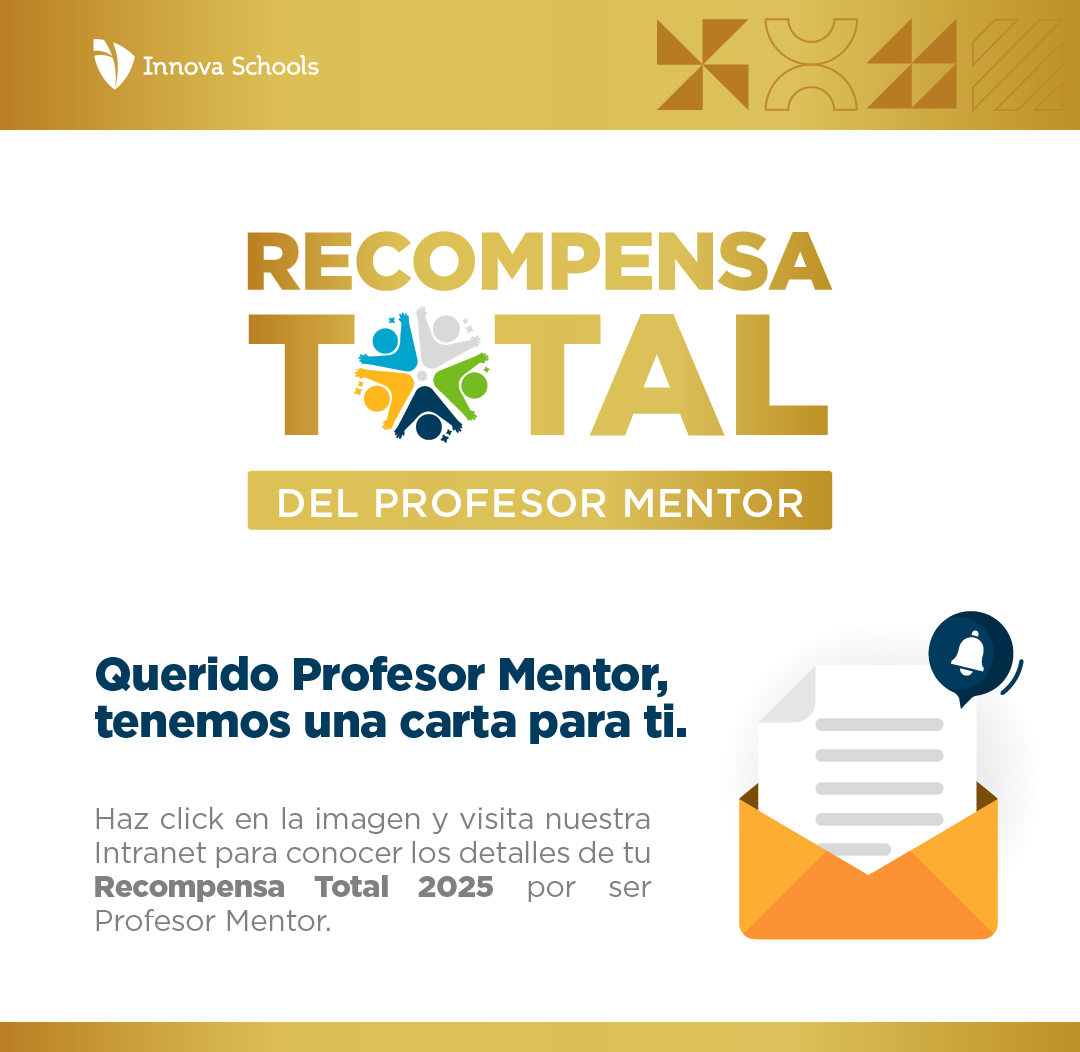 Innova Schools
RECOMPENSA
TOTAL
DEL PROFESOR MENTOR
Querido Profesor Mentor,
tenemos una carta para ti.
Haz click en la imagen y visita nuestra
Intranet para conocer los detalles de tu
Recompensa Total 2025 por ser
Profesor Mentor.